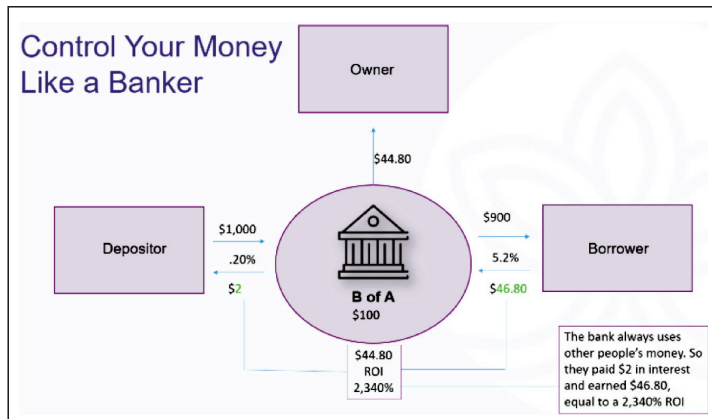 Control Your Money
Like a Banker
Owner
$44.80
Depositor
$1,000
.20%
$2
B of A
$100
$900
5.2%
$46.80
Borrower
$44.80
ROI
2,340%
The bank always uses
other people's money. So
they paid $2 in interest
and earned $46.80,
equal to a 2,340% ROI